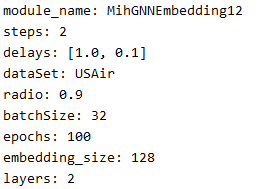 module_name: MihGNNEmbedding12
steps: 2
delays: [1.0, 0.1]
dataSet: USAir
radio: 0.9
batchSize: 32
epochs: 100
embedding_size: 128
layers: 2